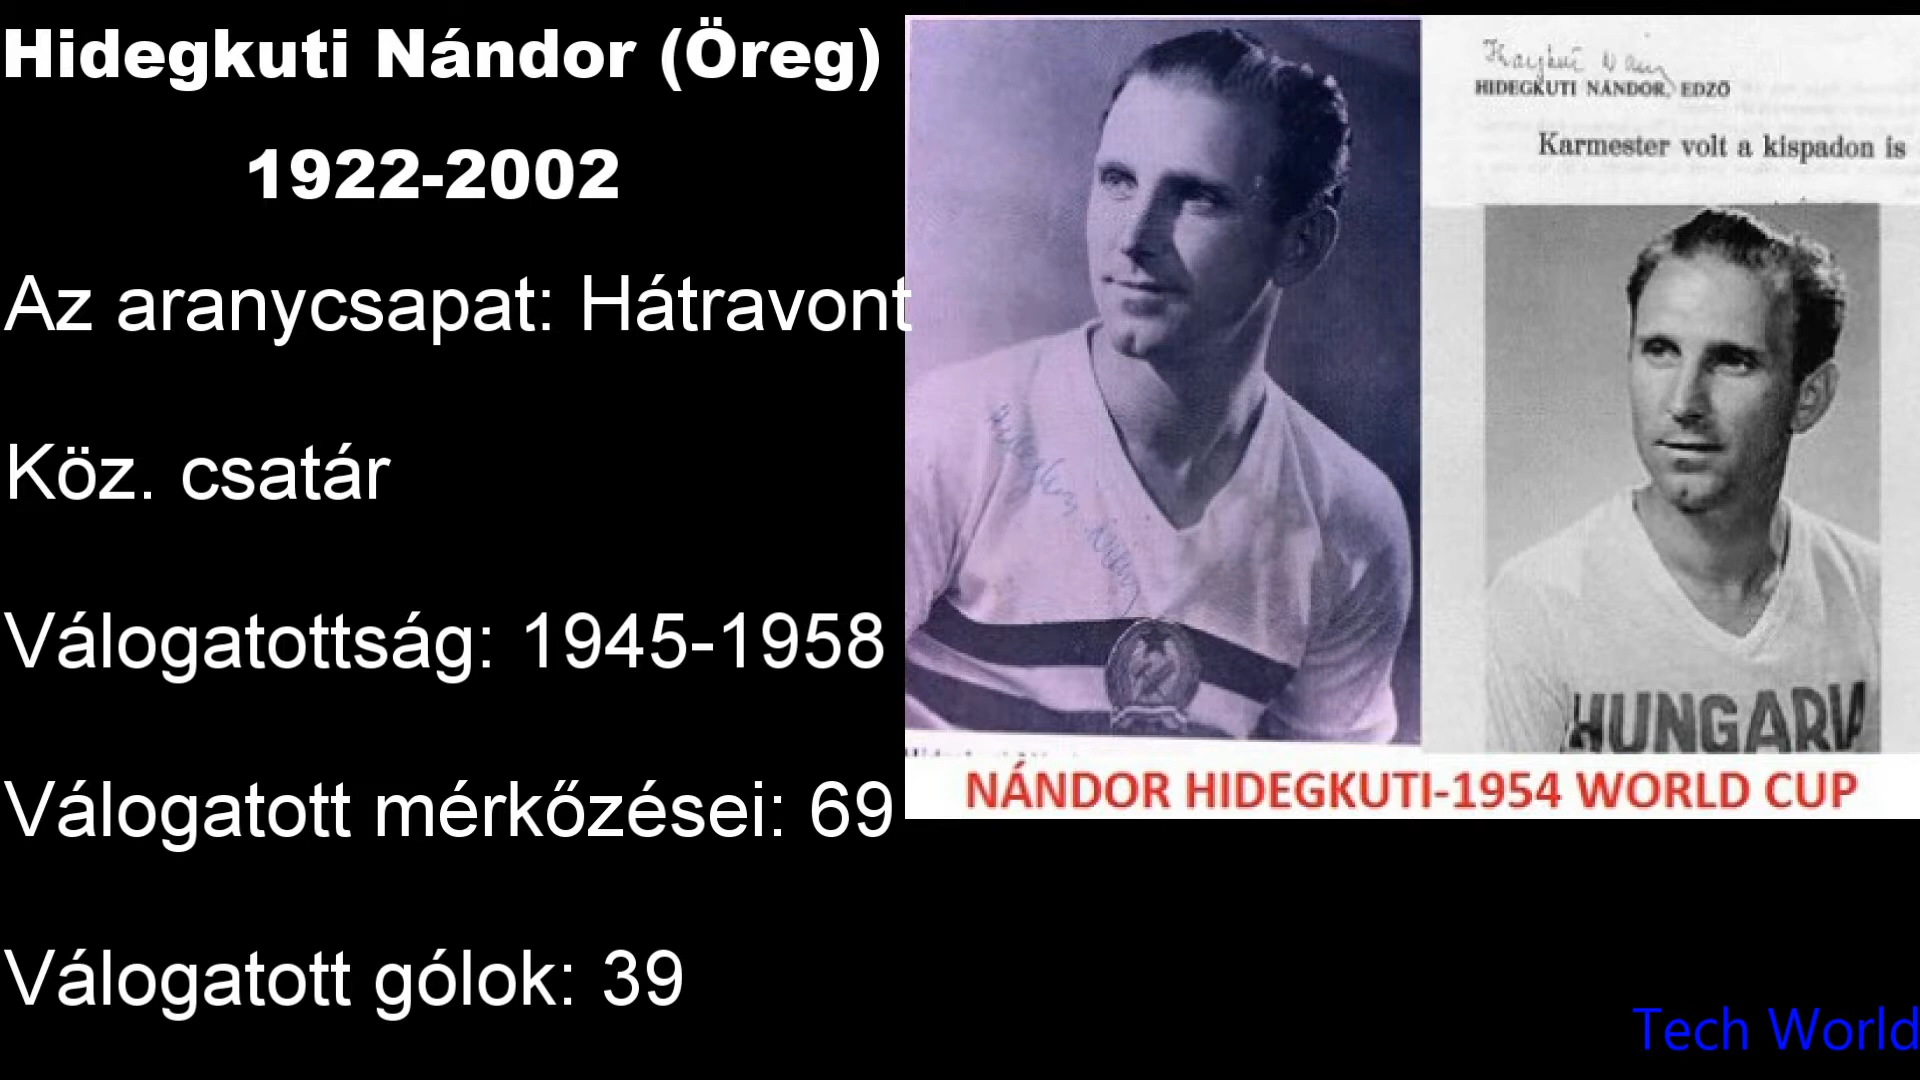 Hidegkuti Nándor (Öreg)
1922-2002
Az aranycsapat: Hátravont
Köz. csatár
Válogatottság: 1945-1958
Válogatott mérkőzései: 69
Válogatott gólok: 39
HIDEGKUTI NÁNDOR, EDZŐ
Karmester volt a kispadon is
HUNGARIA
NÁNDOR HIDEGKUTI-1954 WORLD CUP
Tech World